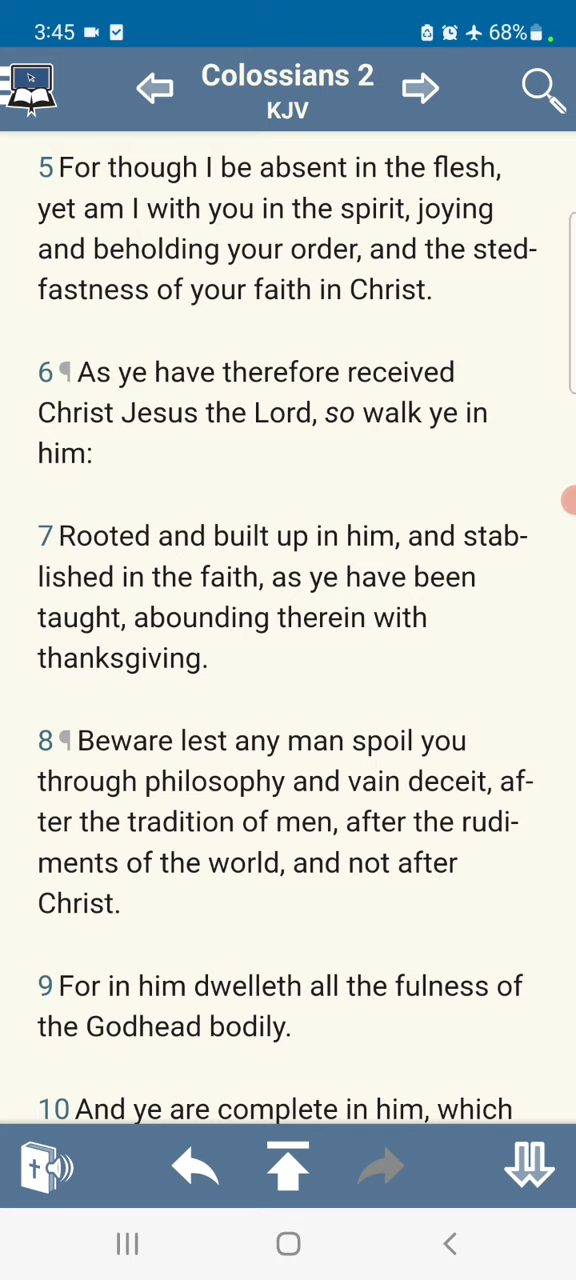 3:45
68%
Colossians 2
KJV
5 For though I be absent in the flesh,
yet am I with you in the spirit, joying
and beholding your order, and the sted-
fastness of your faith in Christ.
6 ¶ As ye have therefore received
Christ Jesus the Lord, so walk ye in
him:
7 Rooted and built up in him, and stab-
lished in the faith, as ye have been
taught, abounding therein with
thanksgiving.
8 ¶ Beware lest any man spoil you
through philosophy and vain deceit, af-
ter the tradition of men, after the rudi-
ments of the world, and not after
Christ.
9 For in him dwelleth all the fulness of
the Godhead bodily.
10 And ye are complete in him, which